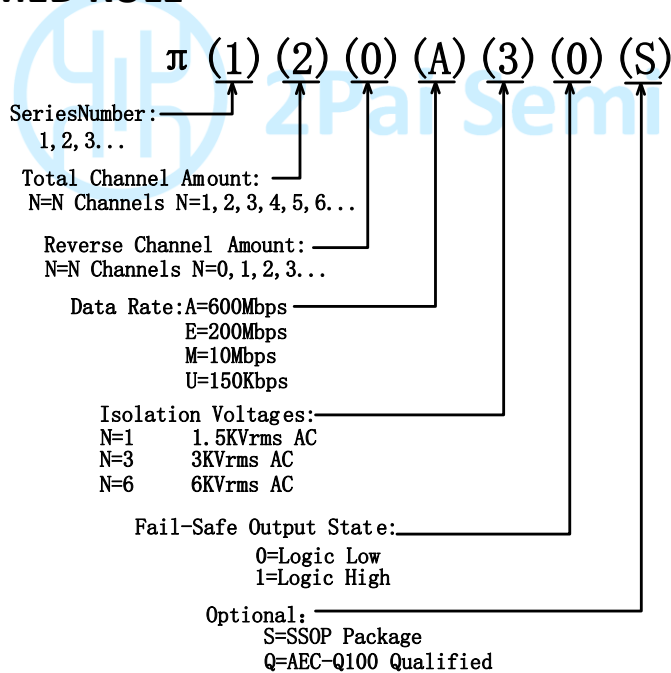 π (1) (2) (0) (A) (3) (0) (S)
2Pai Semi
SeriesNumber:
1,2,3...
Total Channel Amount:
N=N Channels N=1,2,3,4,5,6...
Reverse Channel Amount:
N=N Channels N=0,1,2,3...
Data Rate:A=600Mbps
E=200Mbps
M=10Mbps
U=150Kbps
Isolation Voltages:
N=1 1.5KVrms AC
N=3 3KVrms AC
N=6 6KVrms AC
Fail-Safe Output State:
0=Logic Low
1=Logic High
Optional:
S=SSOP Package
Q=AEC-Q100 Qualified